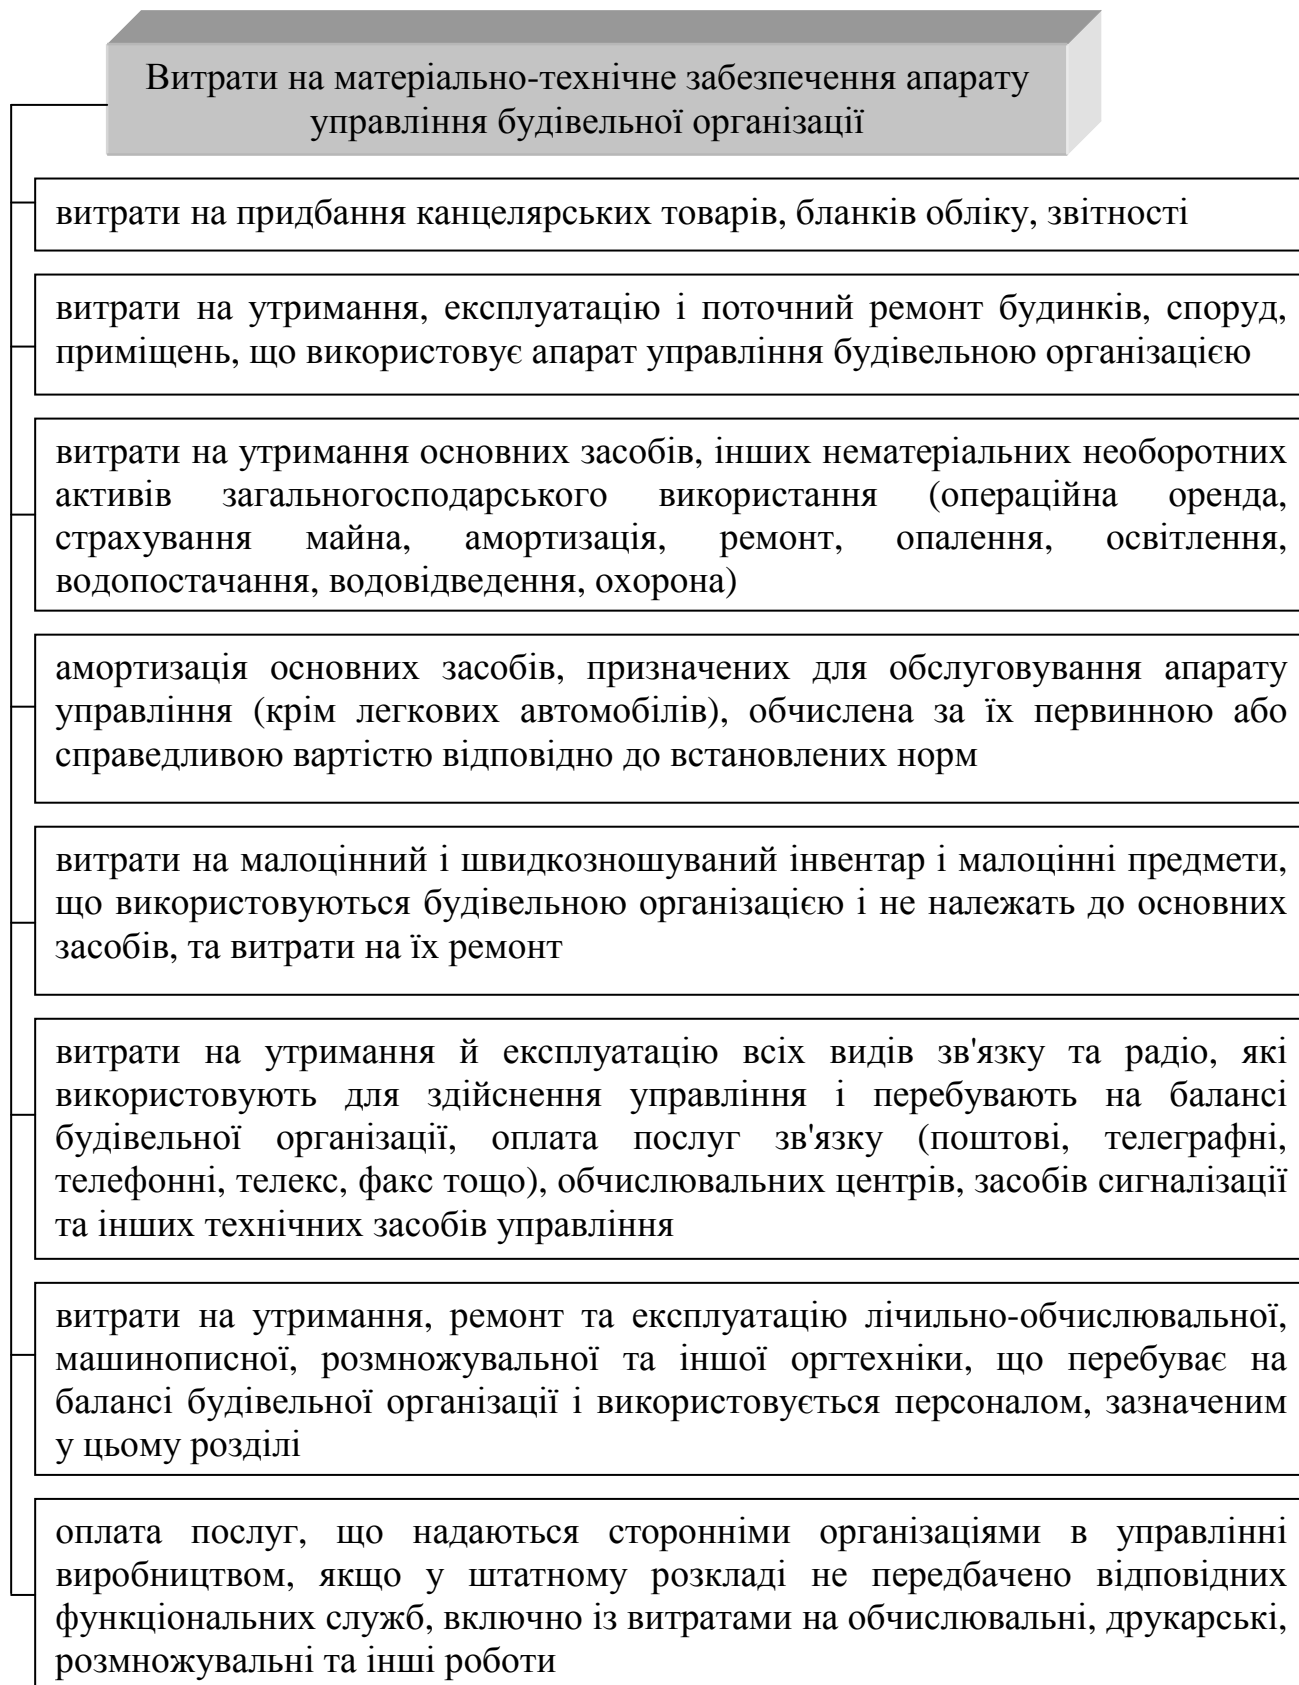 Витрати на матеріально-технічне забезпечення апарату
управління будівельної організації
витрати на придбання канцелярських товарів, бланків обліку, звітності
витрати на утримання, експлуатацію і поточний ремонт будинків, споруд,
приміщень, що використовує апарат управління будівельною організацією
витрати на утримання основних засобів, інших нематеріальних необоротних
активів загальногосподарського використання (операційна оренда,
страхування майна, амортизація, ремонт, опалення, освітлення,
водопостачання, водовідведення, охорона)
амортизація основних засобів, призначених для обслуговування апарату
управління (крім легкових автомобілів), обчислена за їх первинною або
справедливою вартістю відповідно до встановлених норм
витрати на малоцінний і швидкозношуваний інвентар і малоцінні предмети,
що використовуються будівельною організацією і не належать до основних
засобів, та витрати на їх ремонт
витрати на утримання й експлуатацію всіх видів зв'язку та радіо, які
використовують для здійснення управління і перебувають на балансі
будівельної організації, оплата послуг зв'язку (поштові, телеграфні,
телефонні, телекс, факс тощо), обчислювальних центрів, засобів сигналізації
та інших технічних засобів управління
витрати на утримання, ремонт та експлуатацію лічильно-обчислювальної,
машинописної, розмножувальної та іншої оргтехніки, що перебуває на
балансі будівельної організації і використовується персоналом, зазначеним
у цьому розділі
оплата послуг, що надаються сторонніми організаціями в управлінні
виробництвом, якщо у штатному розкладі не передбачено відповідних
функціональних служб, включно із витратами на обчислювальні, друкарські,
розмножувальні та інші роботи